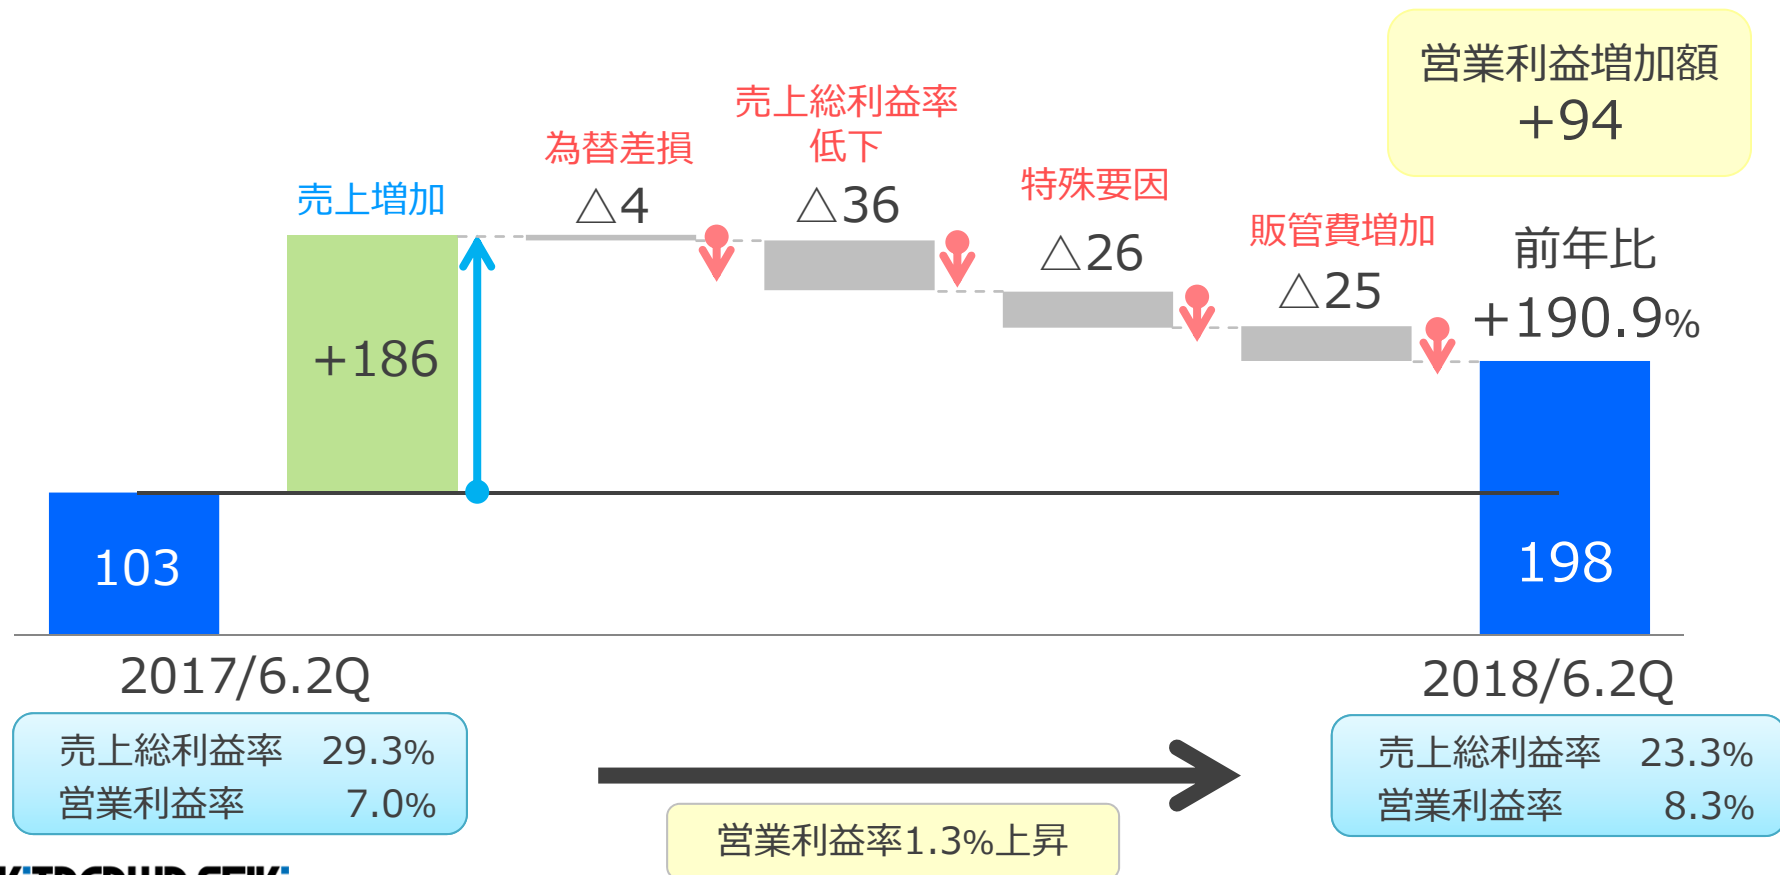 営業利益増加額
+94
売上総利益率
低下
為替差損
△36
特殊要因
売上増加
△4
販管費増加
前年比
△26
△25
+190.9%
+186
103
198
2017/6.2Q
2018/6.2Q
売上総利益率 29.3%
営業利益率 7.0%
売上総利益率 23.3%
営業利益率 8.3%
営業利益率1.3%上昇